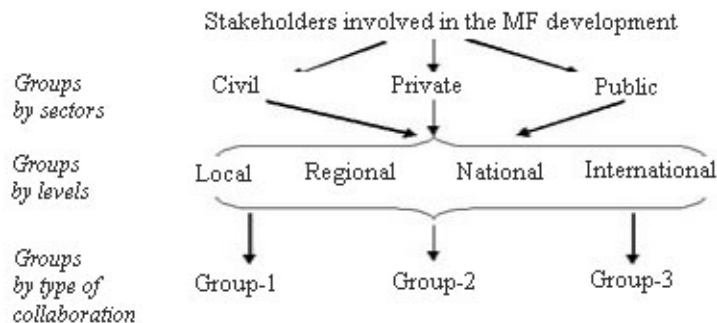 Stakeholders involved in the MF development
Groups
by sectors
Civil Private Public
Groups
by levels
Local Regional National International
Groups
by type of
collaboration
Group-1 Group-2 Group-3